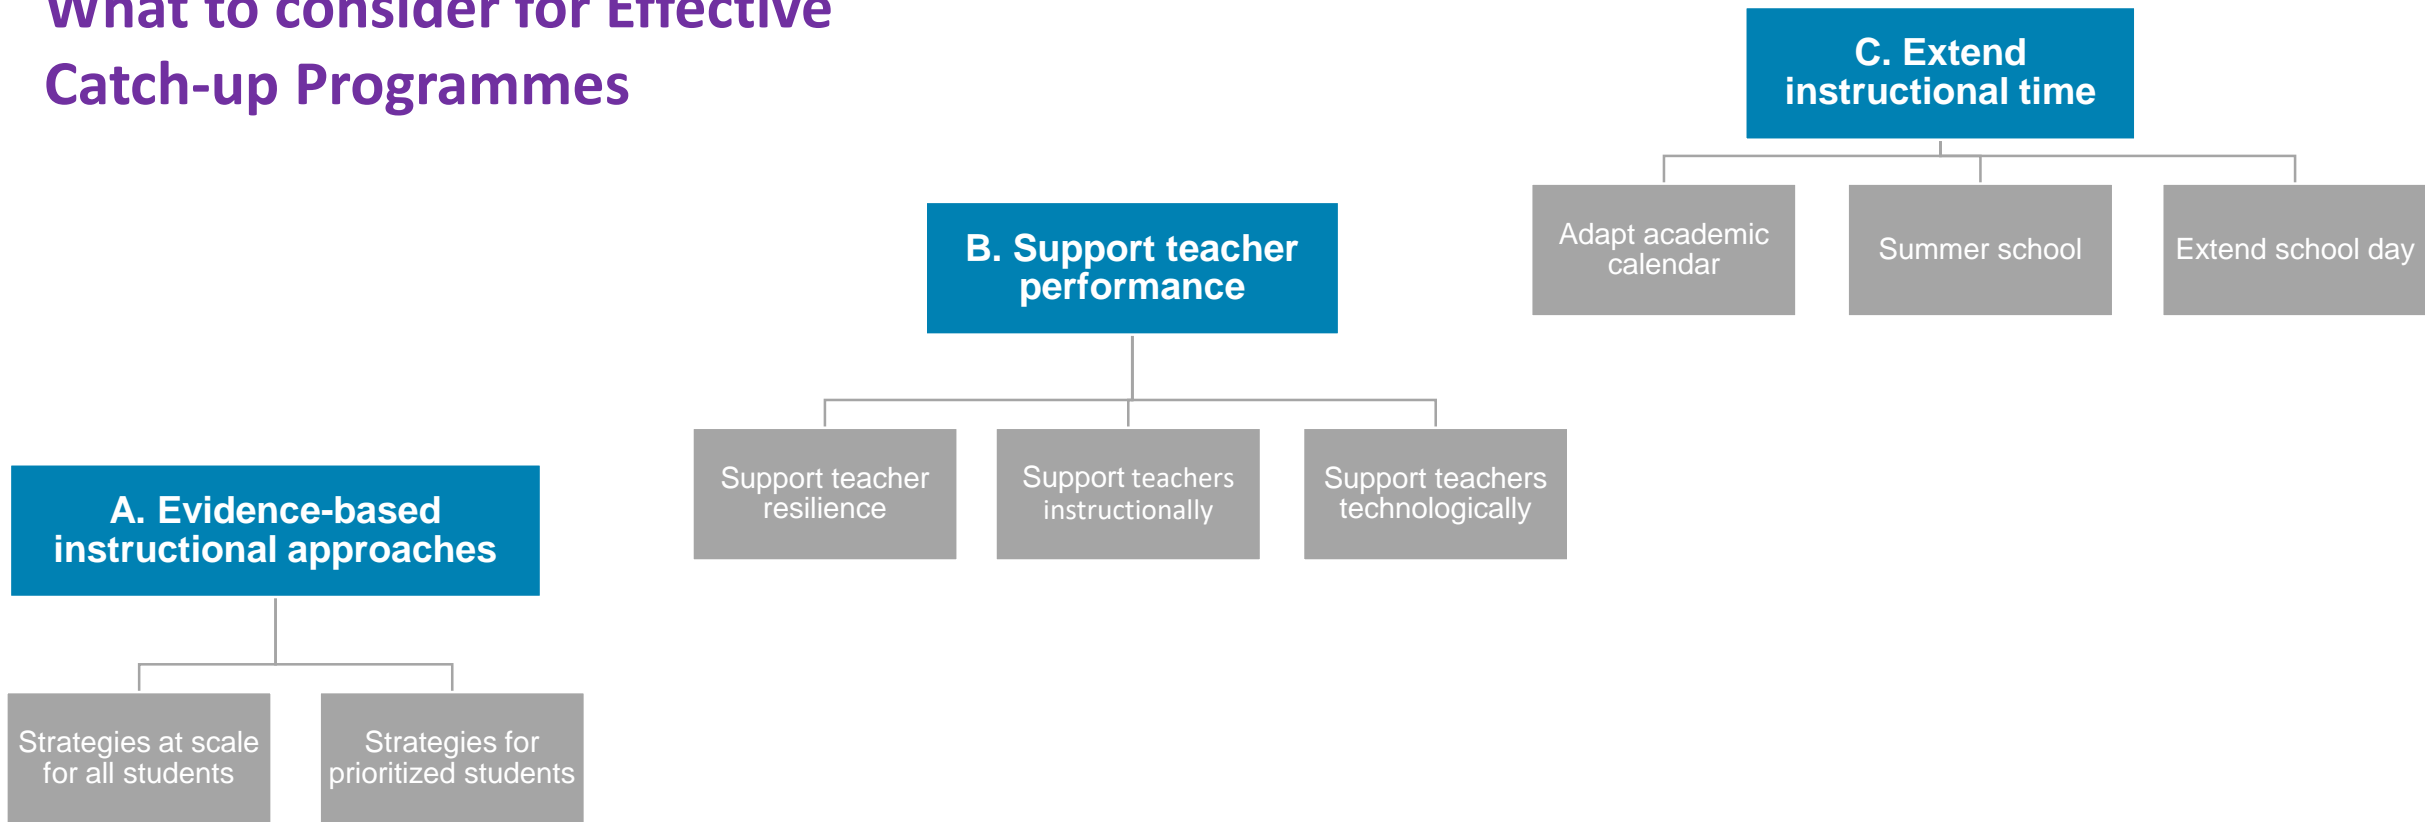 What to consider for Effective
Catch-up Programmes
C. Extend
instructional time
Adapt academic
calendar
Summer school
Extend school day
B. Support teacher
performance
Support teacher
resilience
Support teachers
instructionally
Support teachers
technologically
A. Evidence-based
instructional approaches
Strategies at scale
for all students
Strategies for
prioritized students